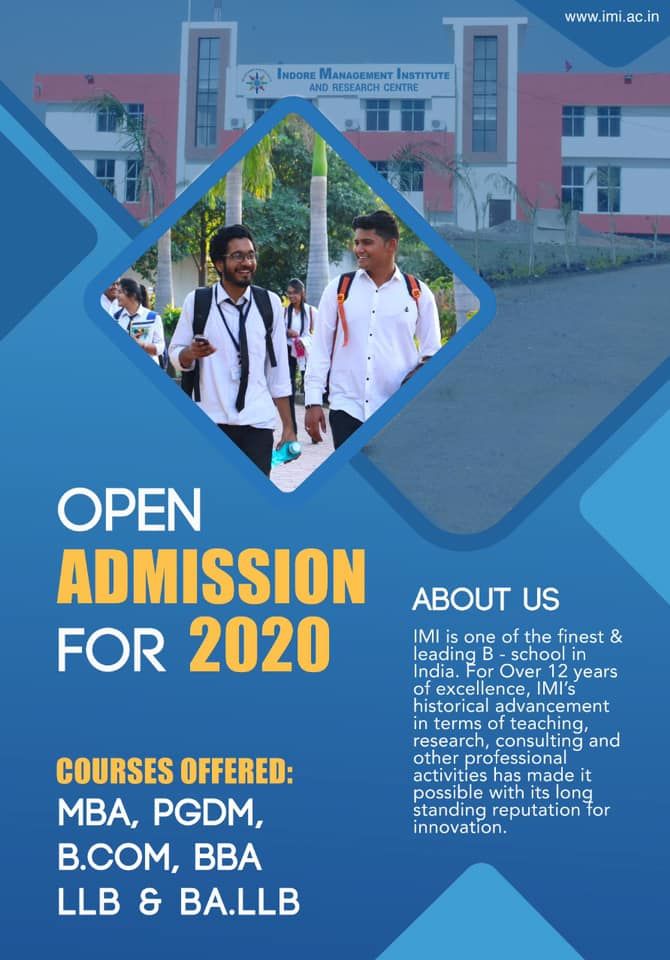 www.imi.ac.in
INDORE MANAGEMENT INSTITUTE
AND RESEARCH CENTRE
OPEN
ADMISSION
FOR 2020
ABOUT US
IMI is one of the finest &
leading B - school in
India. For Over 12 years
of excellence, IMI's
historical advancement
in terms of teaching,
research, consulting and
other professional
activities has made it
possible with its long
standing reputation for
innovation.
COURSES OFFERED:
MBA, PGDM,
B.COM, BBA
LLB & BA.LLB